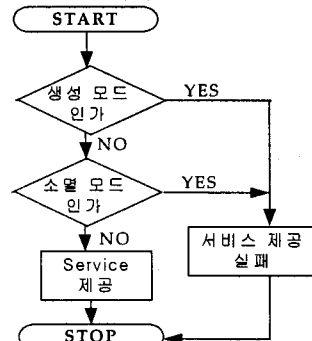 START
생성 모드
인가
YES
NO
소멸 모드
인가
YES
NO
Service
제공
서비스 제공
실패
STOP